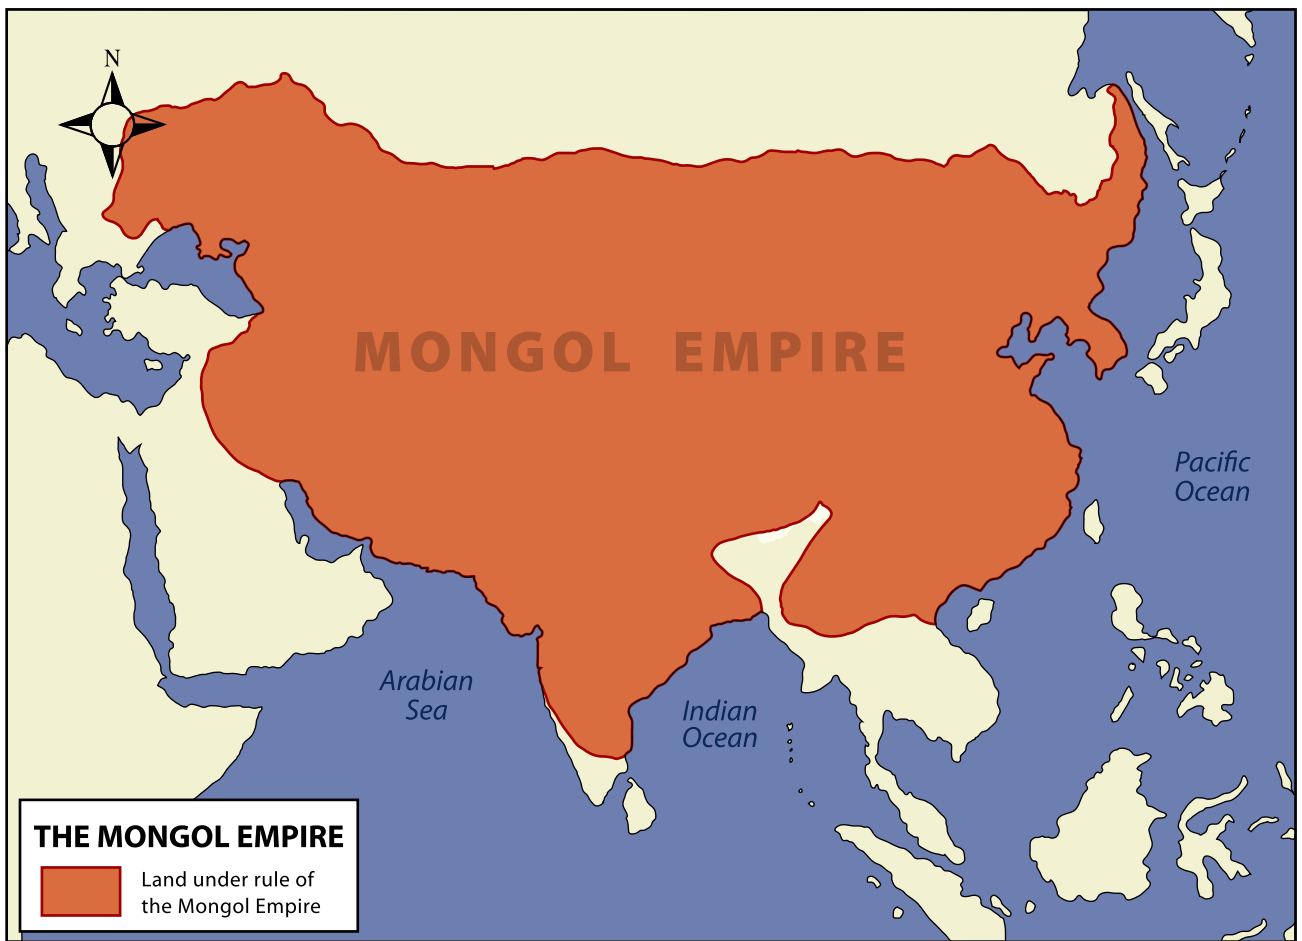 N
MONGOL EMPIRE
Pacific
Ocean
Arabian
Sea
Indian
Ocean
THE MONGOL EMPIRE
Land under rule of
the Mongol Empire